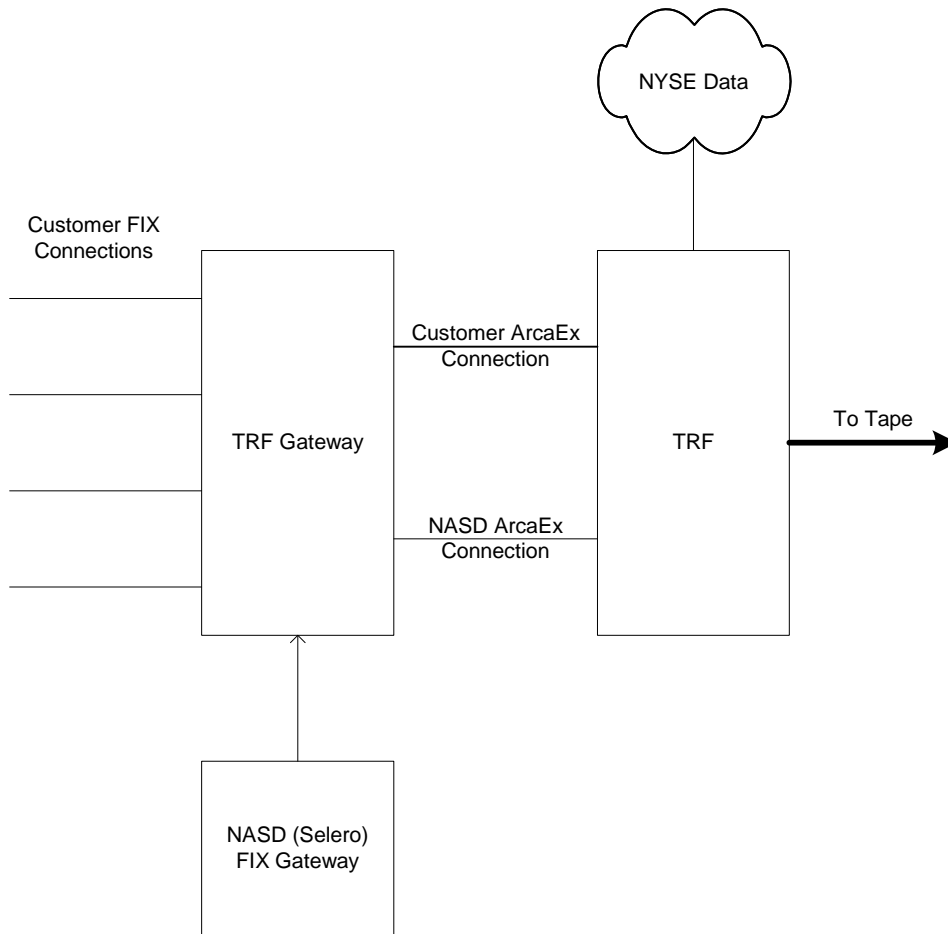 NYSE Data
Customer FIX
Connections
Customer ArcaEx
Connection
TRF Gateway
TRF
To Tape
NASD ArcaEx
Connection
NASD (Selero)
FIX Gateway